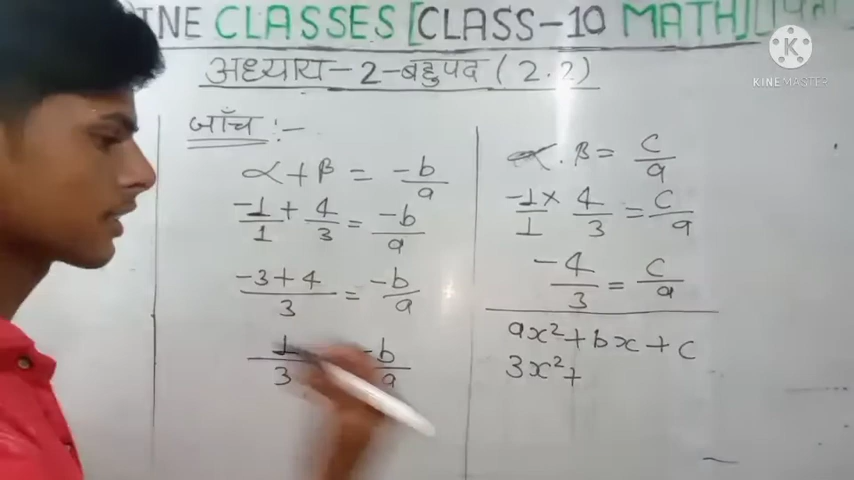 INE CLASSES [CLASS-10 MATH]
अध्याय-2-बहुपद (2.2)
जाँच :-
α + β = -b/a
-1/1 + 4/3 = -b/a
(-3+4)/3 = -b/a
1/3 -b/a
α . β = c/a
-1/1 × 4/3 = c/a
-4/3 = c/a
ax² + bx + c
3x² +
KINEMASTER